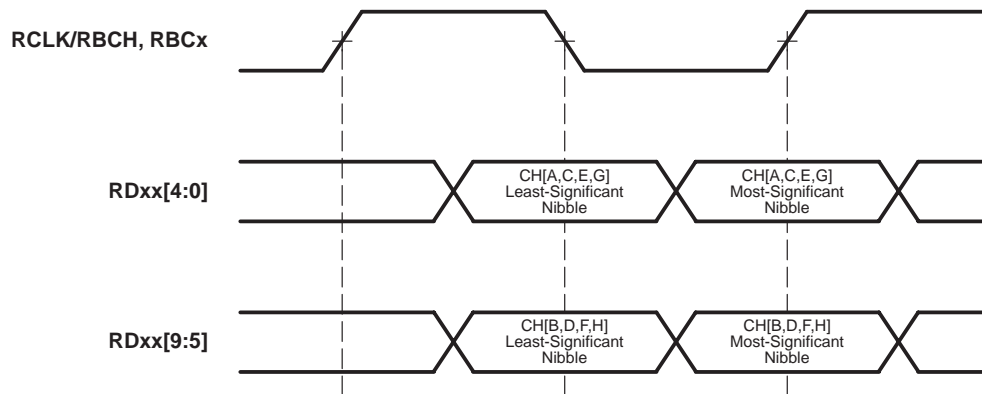 RCLK/RBCH, RBCx
RDxx[4:0]
CH[A,C,E,G]
Least-Significant
Nibble
CH[A,C,E,G]
Most-Significant
Nibble
RDxx[9:5]
CH[B,D,F,H]
Least-Significant
Nibble
CH[B,D,F,H]
Most-Significant
Nibble